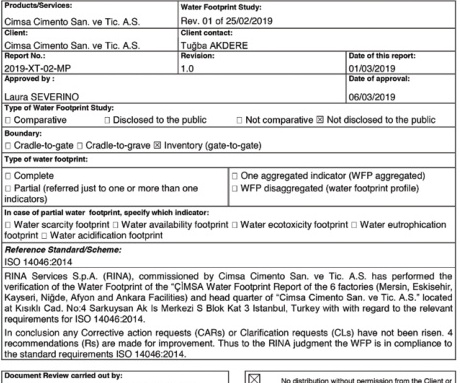 Products/Services:
Cimsa Cimento San. ve Tic. A.S.
Water Footprint Study:
Rev. 01 of 25/02/2019
Client:
Cimsa Cimento San. ve Tic. A.S.
Client contact:
Tuğba AKDERE
Report No.:
2019-XT-02-MP
Revision:
1.0
Date of this report:
01/03/2019
Approved by :
Laura SEVERINO
Date of approval:
06/03/2019
Type of Water Footprint Study:
☐ Comparative ☐ Disclosed to the public ☐ Not comparative ☒ Not disclosed to the public
Boundary:
☐ Cradle-to-gate ☐ Cradle-to-grave ☒ Inventory (gate-to-gate)
Type of water footprint:
☐ Complete
☐ Partial (referred just to one or more than one
indicators)
☐ One aggregated indicator (WFP aggregated)
☐ WFP disaggregated (water footprint profile)
In case of partial water footprint, specify which indicator:
☐ Water scarcity footprint ☐ Water availability footprint ☐ Water ecotoxicity footprint ☐ Water eutrophication
footprint ☐ Water acidification footprint
Reference Standard/Scheme:
ISO 14046:2014
RINA Services S.p.A. (RINA), commissioned by Cimsa Cimento San. ve Tic. A.S. has performed the
verification of the Water Footprint of the “ÇİMSA Water Footprint Report of the 6 factories (Mersin, Eskisehir,
Kayseri, Niğde, Afyon and Ankara Facilities) and head quarter of “Cimsa Cimento San. ve Tic. A.S.” located
at Kısıklı Cad. No:4 Sarkuysan Ak Is Merkezi S Blok Kat 3 Istanbul, Turkey with with regard to the relevant
requirements for ISO 14046:2014.
In conclusion any Corrective action requests (CARs) or Clarification requests (CLs) have not been risen. 4
recommendations (Rs) are made for improvement. Thus to the RINA judgment the WFP is in compliance to
the standard requirements ISO 14046:2014.
Document Review carried out by:
☒ No distribution without permission from the Client or